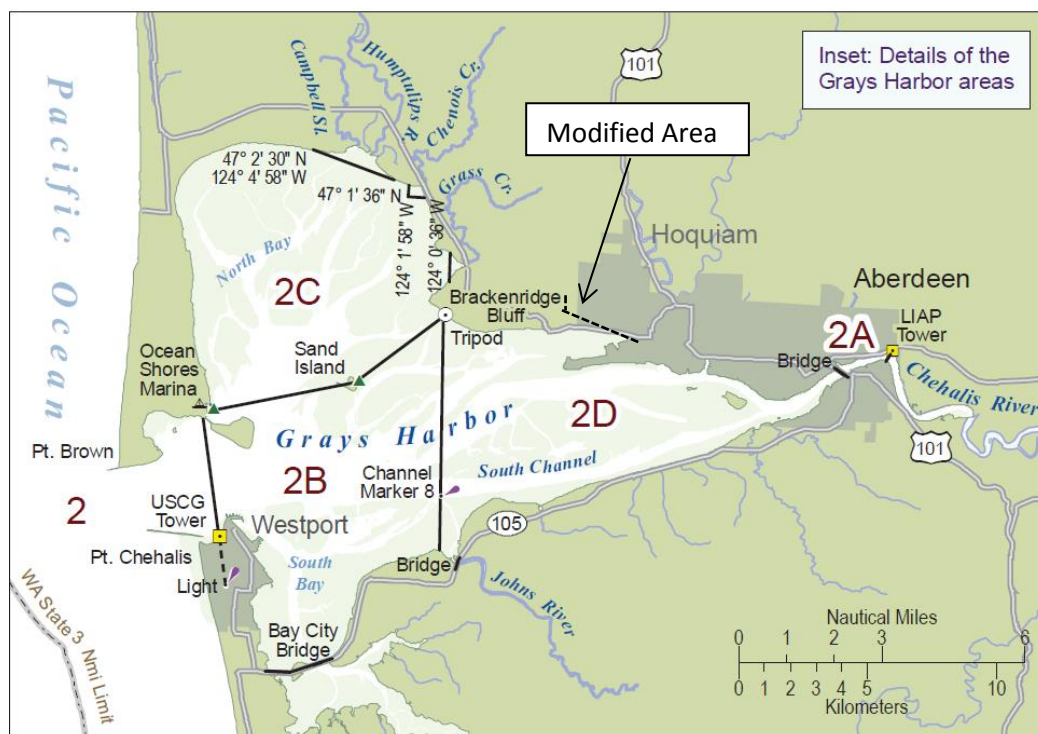 Inset: Details of the
Grays Harbor areas
Pacific Ocean
Campbell Sl.
Humptulips R.
Chenois Cr.
101
Modified Area
47° 2' 30" N
124° 4' 58" W
47° 1' 36" N
Grass Cr.
124° 1' 58" W
124° 0' 36" W
North Bay
2C
Hoquiam
Brackenridge
Bluff
Aberdeen
LIAP
Tower
2A
Tripod
Ocean
Shores
Marina
Sand
Island
Bridge
Chehalis River
Grays Harbor
2D
Pt. Brown
101
South Channel
Channel
Marker 8
2B
2
USCG
Tower
Westport
105
Pt. Chehalis
Light
South
Bay
Bridge
Johns River
WA State 3 Nmi Limit
Bay City
Bridge
Nautical Miles
0 1 2 3 6
0 1 2 3 4 5 10
Kilometers